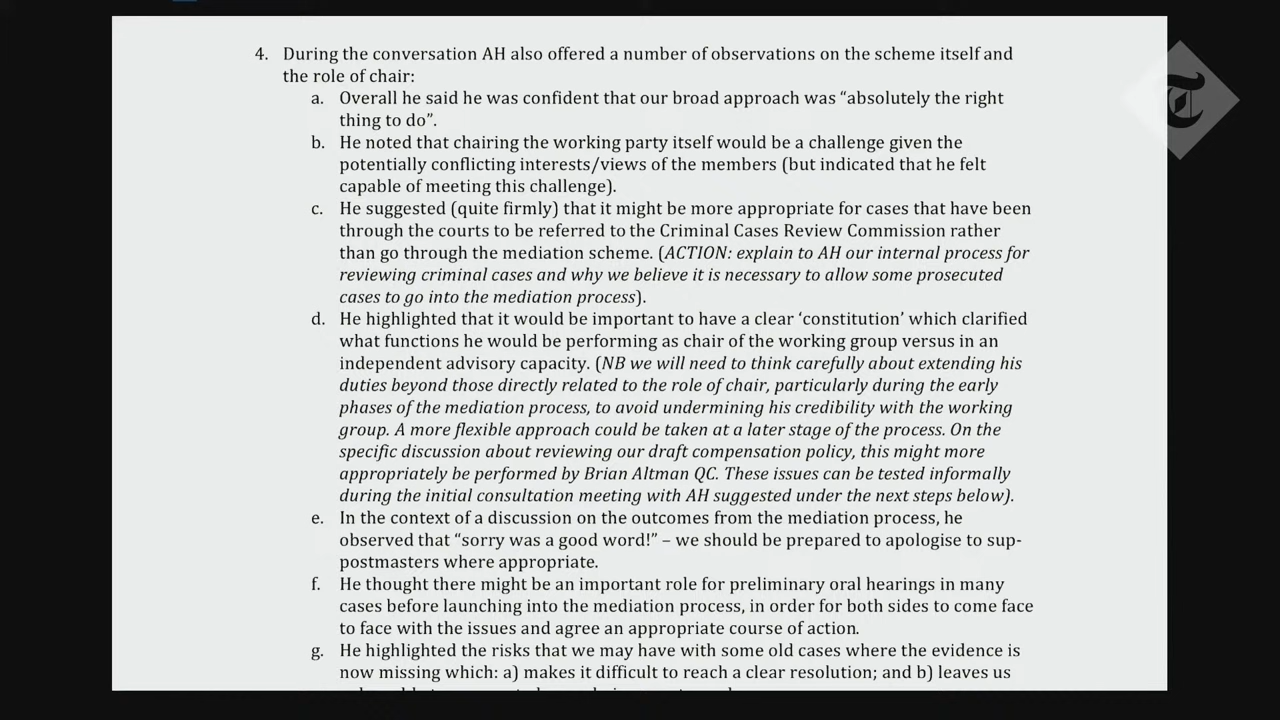 4. During the conversation AH also offered a number of observations on the scheme itself and
the role of chair:
a. Overall he said he was confident that our broad approach was “absolutely the right
thing to do”.
b. He noted that chairing the working party itself would be a challenge given the
potentially conflicting interests/views of the members (but indicated that he felt
capable of meeting this challenge).
c. He suggested (quite firmly) that it might be more appropriate for cases that have been
through the courts to be referred to the Criminal Cases Review Commission rather
than go through the mediation scheme. (ACTION: explain to AH our internal process for
reviewing criminal cases and why we believe it is necessary to allow some prosecuted
cases to go into the mediation process).
d. He highlighted that it would be important to have a clear ‘constitution’ which clarified
what functions he would be performing as chair of the working group versus in an
independent advisory capacity. (NB we will need to think carefully about extending his
duties beyond those directly related to the role of chair, particularly during the early
phases of the mediation process, to avoid undermining his credibility with the working
group. A more flexible approach could be taken at a later stage of the process. On the
specific discussion about reviewing our draft compensation policy, this might more
appropriately be performed by Brian Altman QC. These issues can be tested informally
during the initial consultation meeting with AH suggested under the next steps below).
e. In the context of a discussion on the outcomes from the mediation process, he
observed that “sorry was a good word!” – we should be prepared to apologise to sup-
postmasters where appropriate.
f. He thought there might be an important role for preliminary oral hearings in many
cases before launching into the mediation process, in order for both sides to come face
to face with the issues and agree an appropriate course of action.
g. He highlighted the risks that we may have with some old cases where the evidence is
now missing which: a) makes it difficult to reach a clear resolution; and b) leaves us